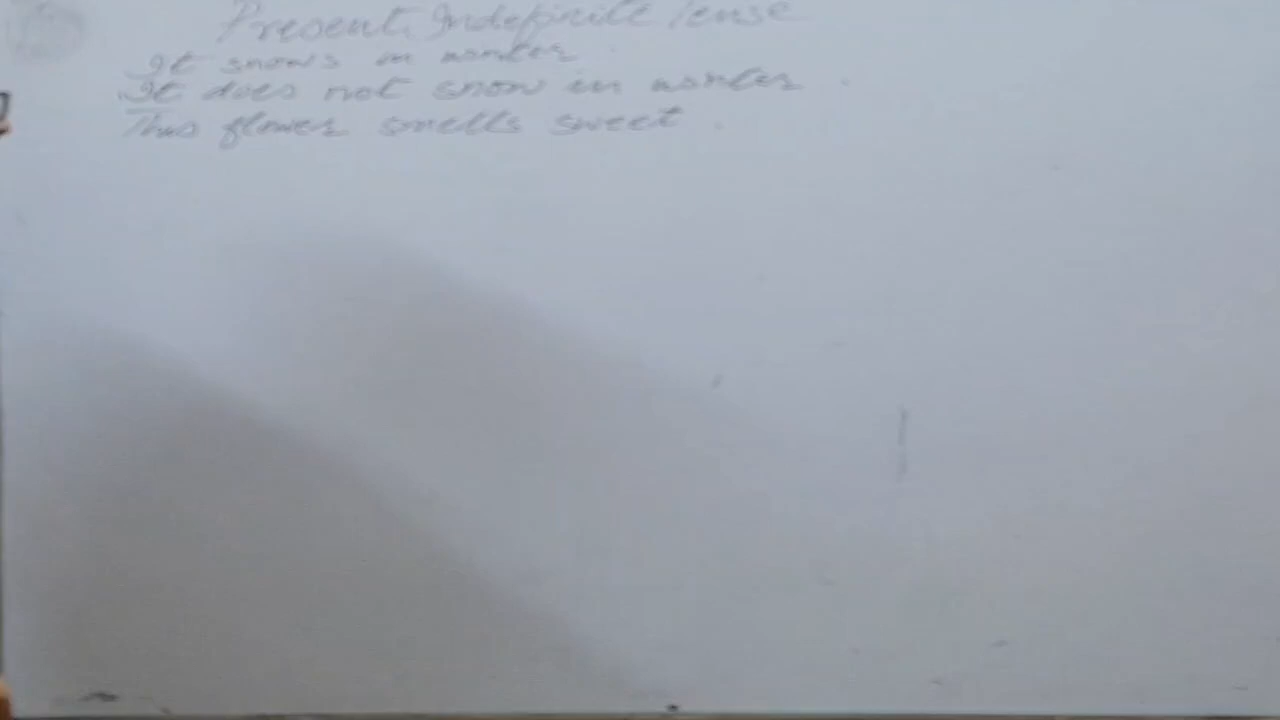 Present Indefinite Tense
It snows in winter
It does not snow in winter.
This flower smells sweet.